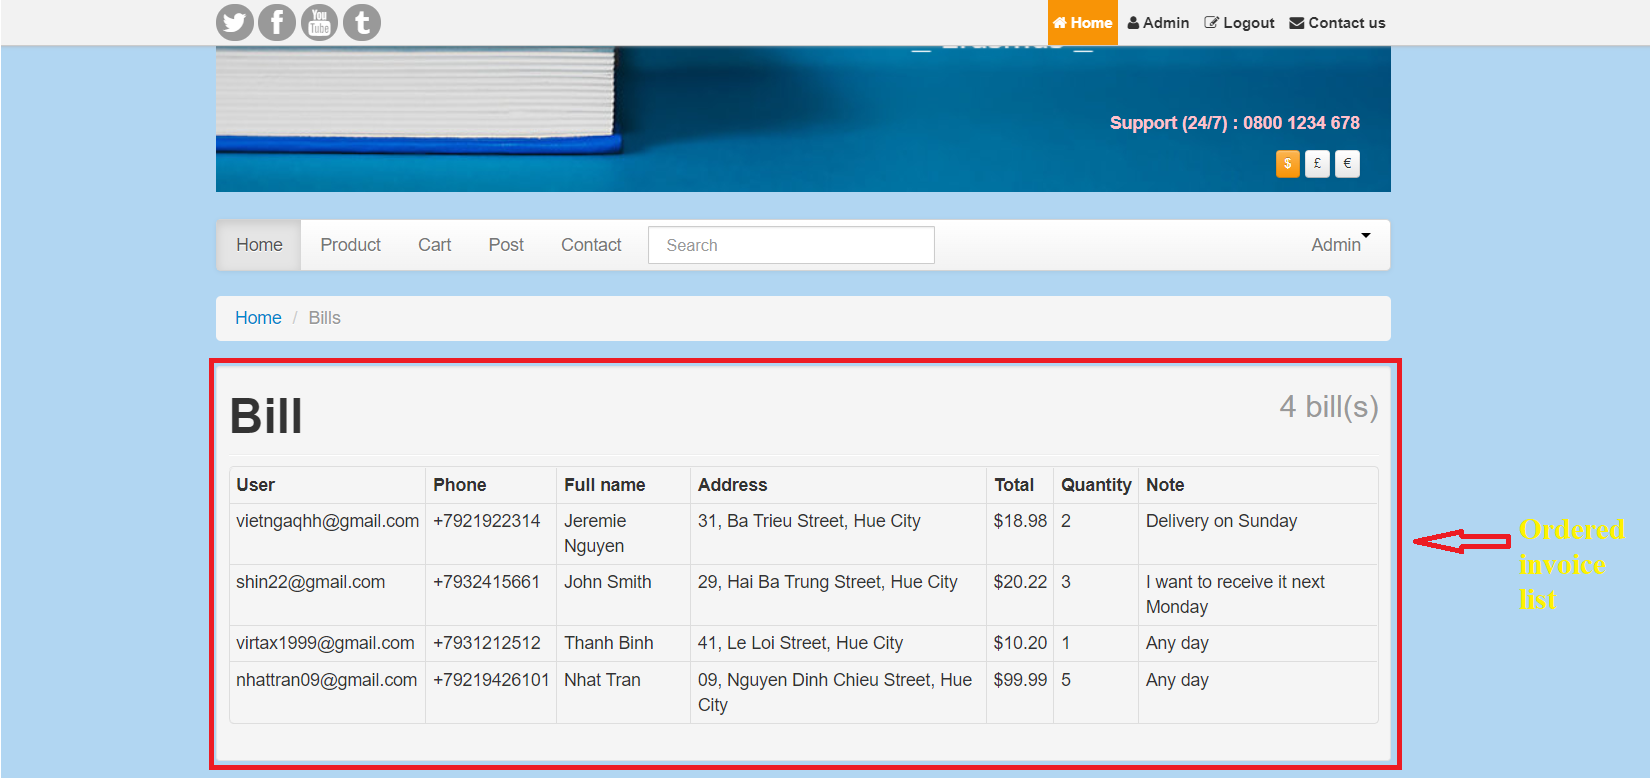 You
Tube
Home Admin Logout Contact us
_ Erasmus _
Support (24/7) : 0800 1234 678
$ £ €
Home Product Cart Post Contact Search Admin
Home / Bills
Bill 4 bill(s)
User Phone Full name Address Total Quantity Note
vietngaqhh@gmail.com +7921922314 Jeremie Nguyen 31, Ba Trieu Street, Hue City $18.98 2 Delivery on Sunday
shin22@gmail.com +7932415661 John Smith 29, Hai Ba Trung Street, Hue City $20.22 3 I want to receive it next Monday
virtax1999@gmail.com +7931212512 Thanh Binh 41, Le Loi Street, Hue City $10.20 1 Any day
nhattran09@gmail.com +79219426101 Nhat Tran 09, Nguyen Dinh Chieu Street, Hue City $99.99 5 Any day
Ordered
invoice
list